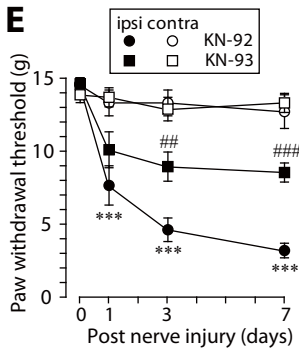 E
ipsi contra
KN-92
KN-93
Paw withdrawal threshold (g)
15
10
5
0
##
###
***
***
***
0 1 3 7
Post nerve injury (days)